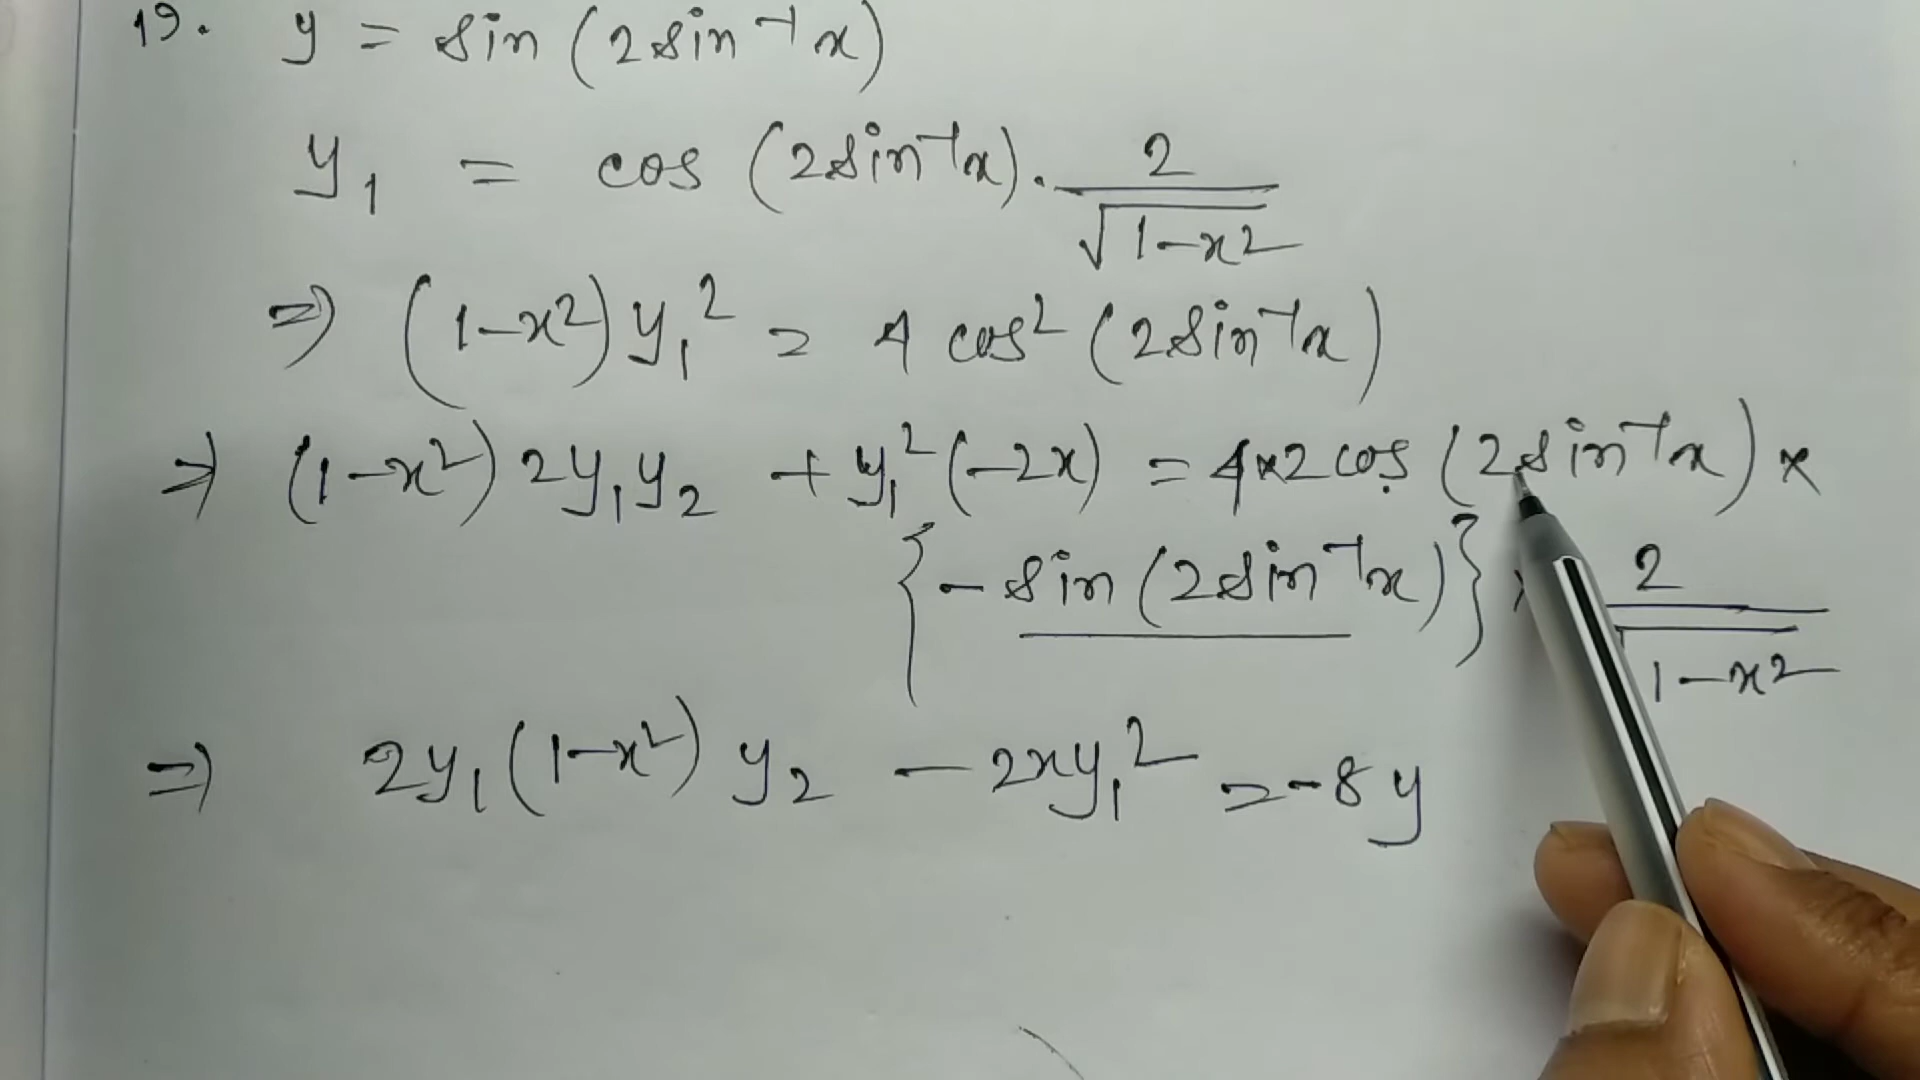 19. y = sin (2 sin⁻¹x)
y₁ = cos (2sin⁻¹x) · 2/√(1-x²)
⇒ (1-x²) y₁² = 4 cos² (2sin⁻¹x)
⇒ (1-x²) 2y₁y₂ + y₁² (-2x) = 4×2 cos (2sin⁻¹x) ×
{- sin (2sin⁻¹x)} × 2/√(1-x²)
⇒ 2y₁ (1-x²) y₂ - 2xy₁² = -8y